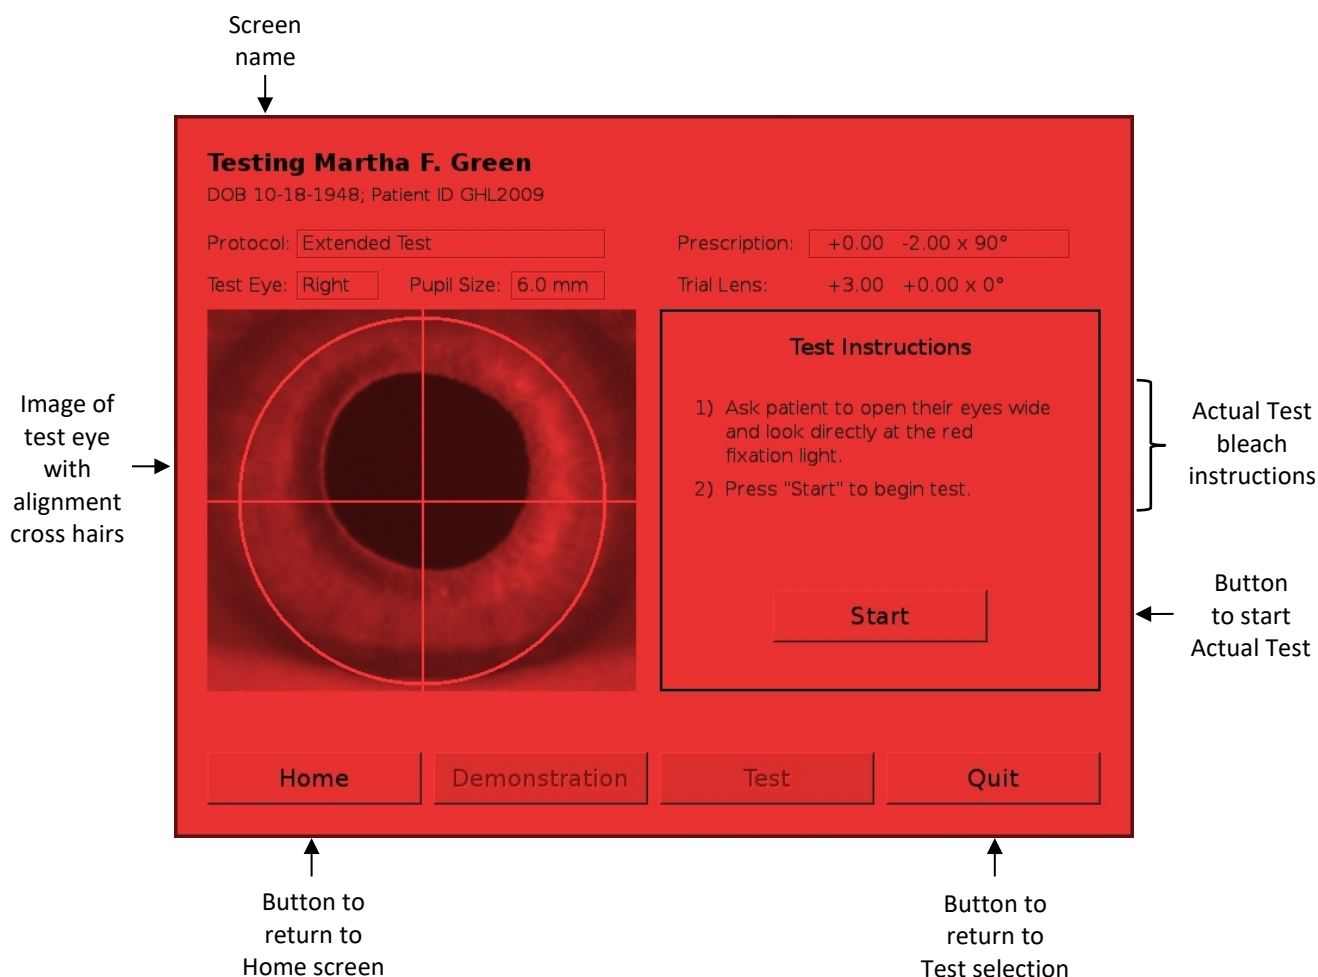 Screen
name
Testing Martha F. Green
DOB 10-18-1948; Patient ID GHL2009
Protocol: Extended Test
Prescription: +0.00 -2.00 x 90°
Test Eye: Right Pupil Size: 6.0 mm
Trial Lens: +3.00 +0.00 x 0°
Image of
test eye
with
alignment
cross hairs
Test Instructions
1) Ask patient to open their eyes wide
and look directly at the red
fixation light.
2) Press "Start" to begin test.
Start
Actual Test
bleach
instructions
Button
to start
Actual Test
Home
Demonstration
Test
Quit
Button to
return to
Home screen
Button to
return to
Test selection